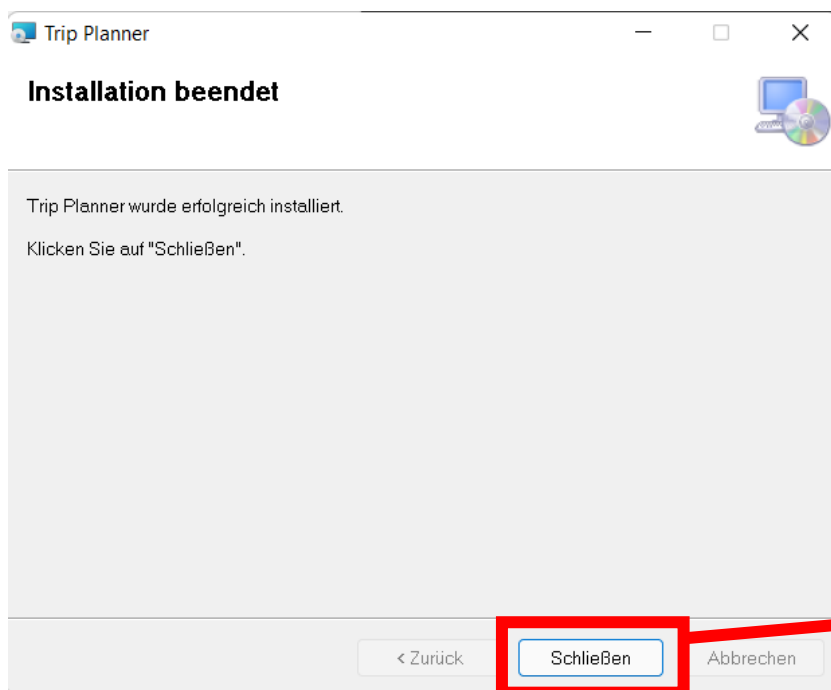 Trip Planner
Installation beendet
Trip Planner wurde erfolgreich installiert.
Klicken Sie auf "Schließen".
< Zurück
Schließen
Abbrechen